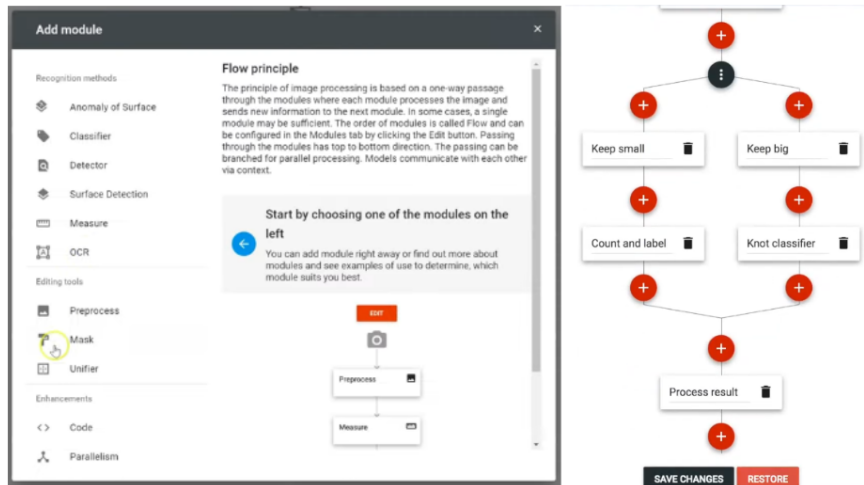 Add module
Recognition methods
Anomaly of Surface
Classifier
Detector
Surface Detection
Measure
OCR
Editing tools
Preprocess
Mask
Unifier
Enhancements
Code
Parallelism
Flow principle
The principle of image processing is based on a one-way passage
through the modules where each module processes the image and
sends new information to the next module. In some cases, a single
module may be sufficient. The order of modules is called Flow and can
be configured in the Modules tab by clicking the Edit button. Passing
through the modules has top to bottom direction. The passing can be
branched for parallel processing. Models communicate with each other
via context.
Start by choosing one of the modules on the
left
You can add module right away or find out more about
modules and see examples of use to determine, which
module suits you best.
EDIT
Preprocess
Measure
Keep small
Keep big
Count and label
Knot classifier
Process result
SAVE CHANGES
RESTORE